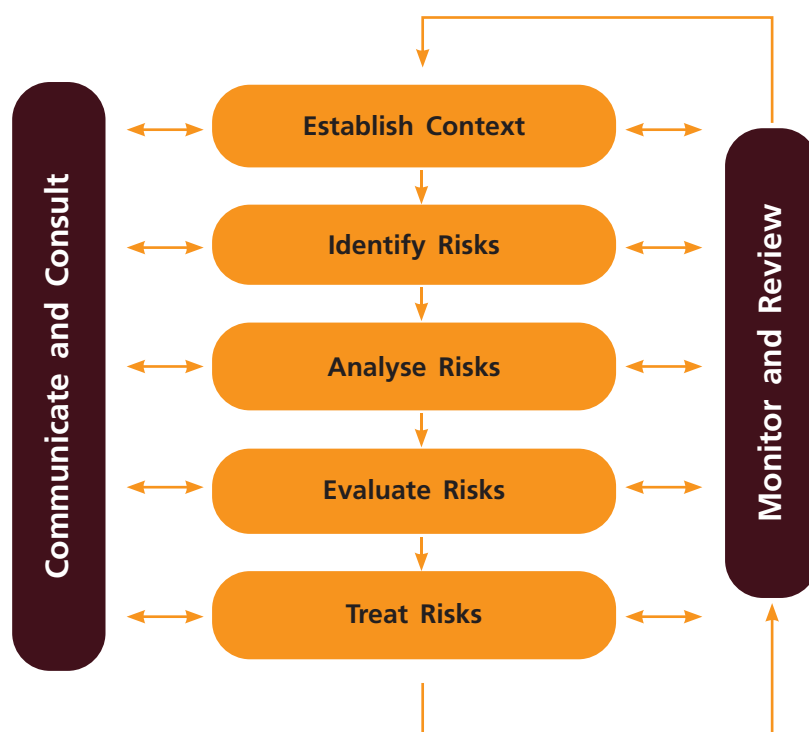 Communicate and Consult
Establish Context
Identify Risks
Analyse Risks
Evaluate Risks
Treat Risks
Monitor and Review